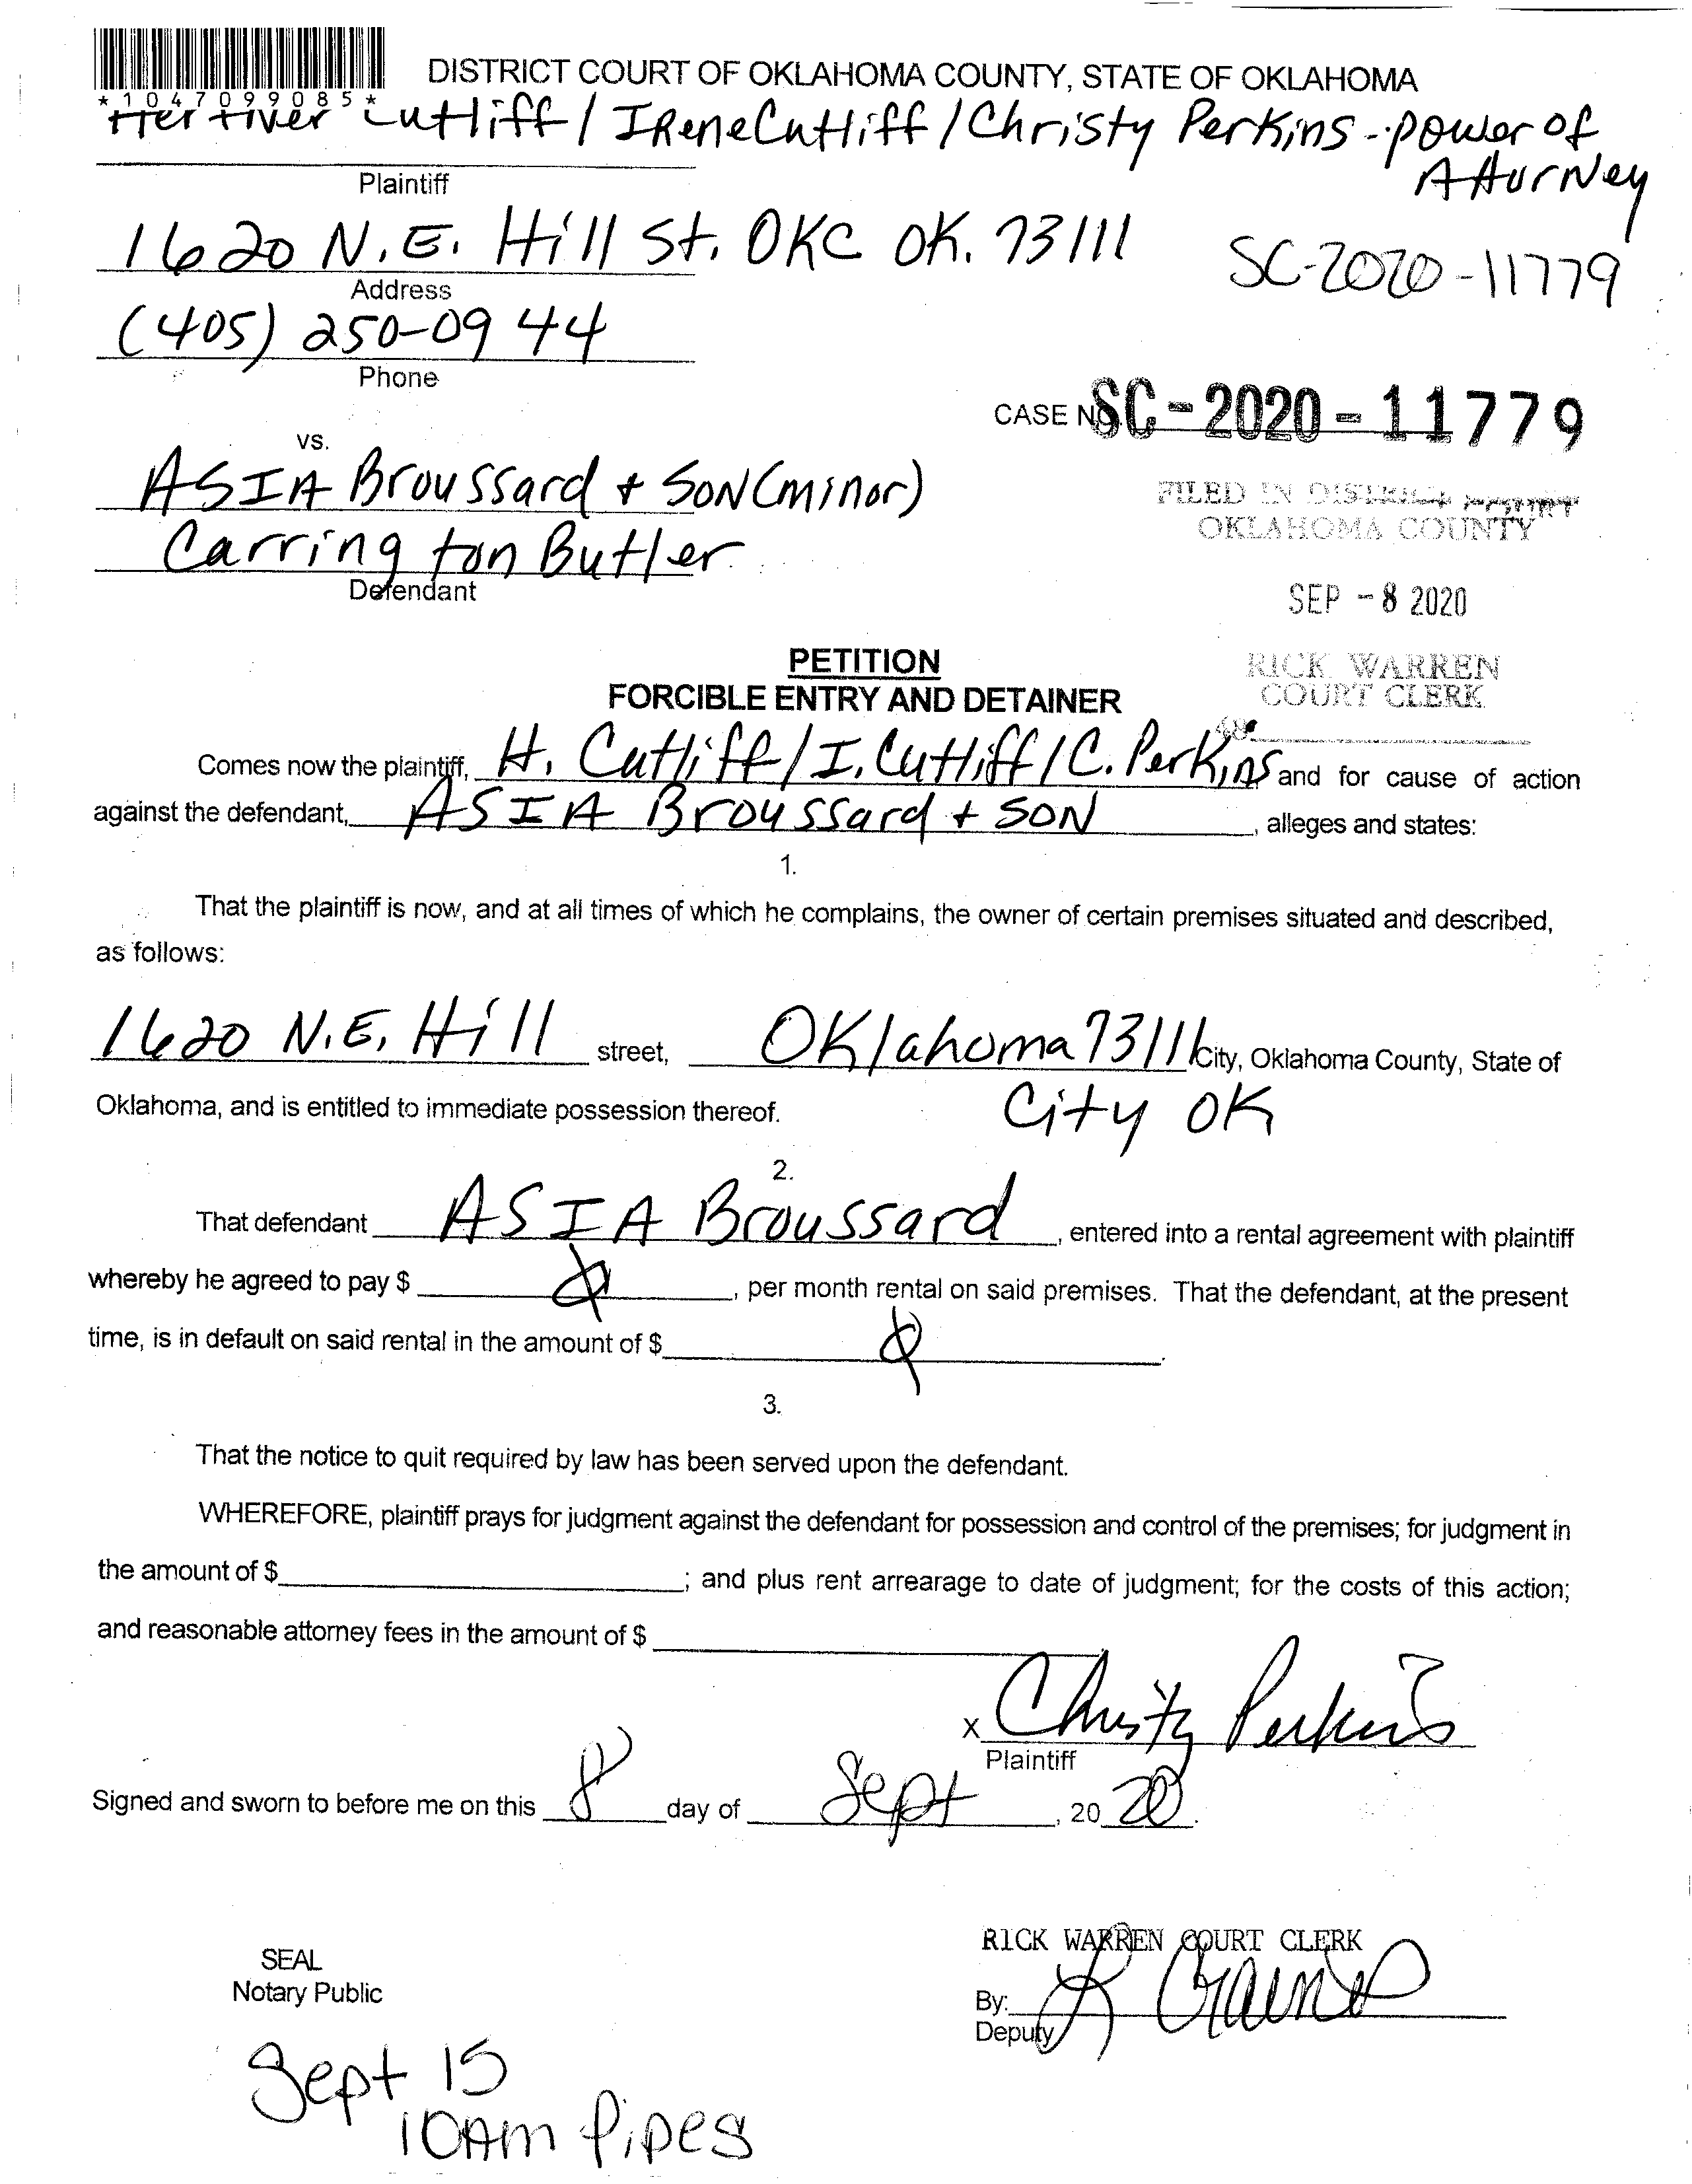 DISTRICT COURT OF OKLAHOMA COUNTY, STATE OF OKLAHOMA
*1047099085*
Cutliff / IRene Cutliff / Christy Perkins - power of
Attorney
Plaintiff
1620 N.E. Hill St. OKC OK. 73111
SC-2020-11779
Address
(405) 250-0944
Phone
CASE NO. SC-2020-11779
vs.
ASIA Broussard + SON (minor)
Carrington Butler
Defendant
FILED IN DISTRICT COURT
OKLAHOMA COUNTY
SEP -8 2020
RICK WARREN
COURT CLERK
PETITION
FORCIBLE ENTRY AND DETAINER
Comes now the plaintiff, H. Cutliff / I. Cutliff / C. Perkins and for cause of action
against the defendant, ASIA Broussard + SON, alleges and states:
1.
That the plaintiff is now, and at all times of which he complains, the owner of certain premises situated and described,
as follows:
1620 N.E. Hill street, Oklahoma 73111 City, Oklahoma County, State of
City OK
Oklahoma, and is entitled to immediate possession thereof.
2.
That defendant ASIA Broussard, entered into a rental agreement with plaintiff
whereby he agreed to pay $ , per month rental on said premises. That the defendant, at the present
time, is in default on said rental in the amount of $ .
3.
That the notice to quit required by law has been served upon the defendant.
WHEREFORE, plaintiff prays for judgment against the defendant for possession and control of the premises; for judgment in
the amount of $ ; and plus rent arrearage to date of judgment; for the costs of this action;
and reasonable attorney fees in the amount of $
x Christy Perkins
Plaintiff
Signed and sworn to before me on this 8 day of Sept, 20 20.
RICK WARREN COURT CLERK
SEAL
Notary Public
By:
Deputy
Sept 15
10AM Pipes